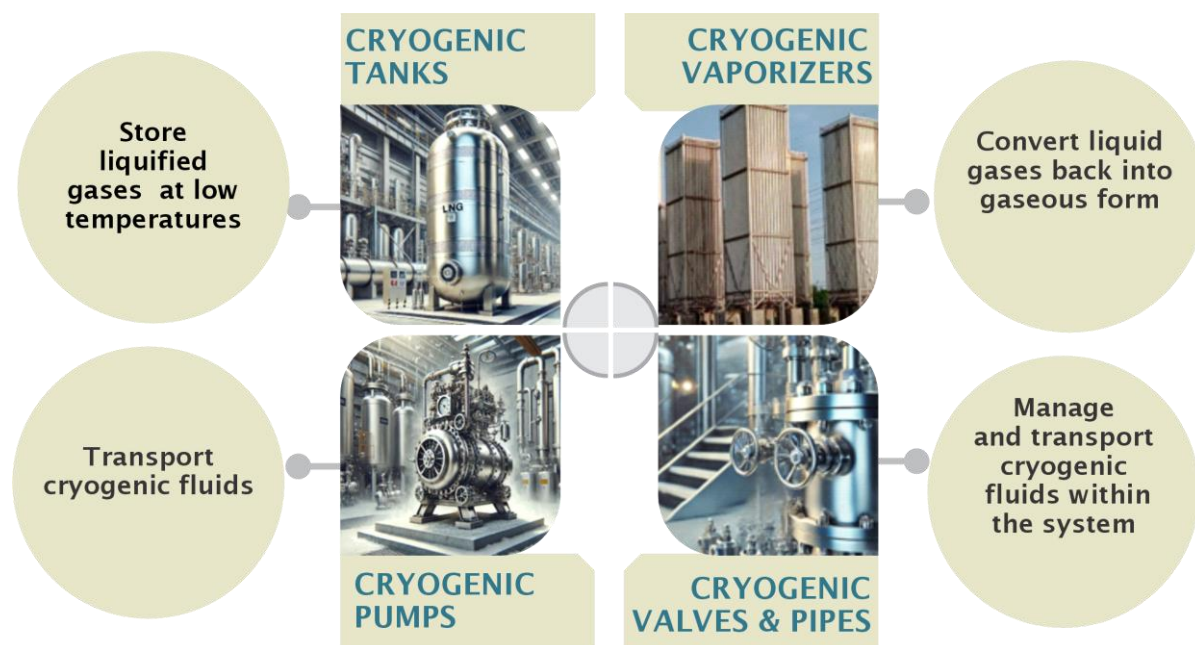 CRYOGENIC
TANKS
CRYOGENIC
VAPORIZERS
Store
liquified
gases at low
temperatures
LNG
Convert liquid
gases back into
gaseous form
Transport
cryogenic fluids
Manage
and transport
cryogenic
fluids within
the system
CRYOGENIC
PUMPS
CRYOGENIC
VALVES & PIPES